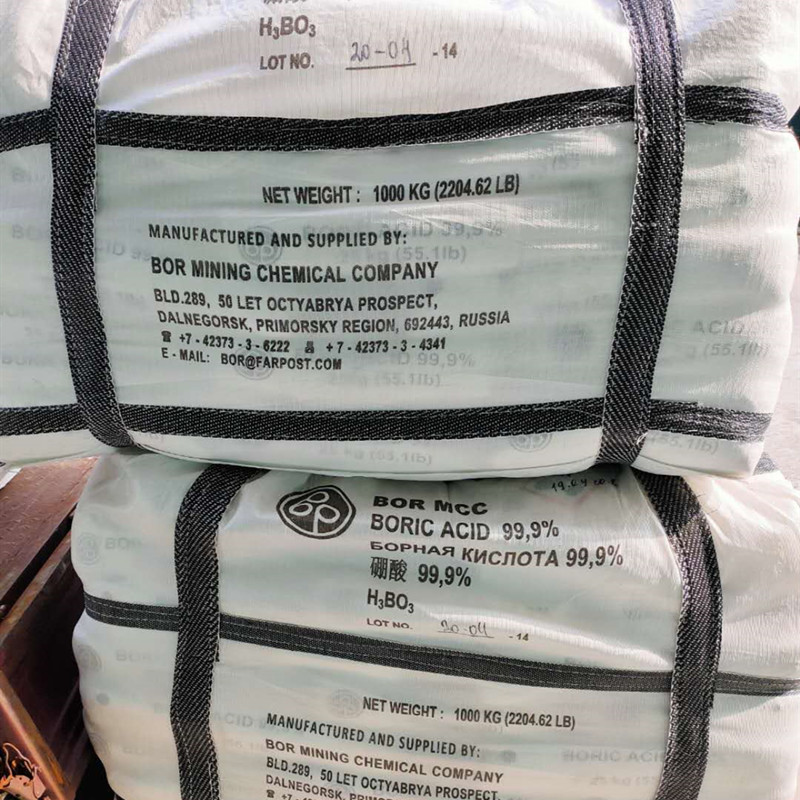 H₃BO₃
LOT NO. 20-04 -14
NET WEIGHT : 1000 KG (2204.62 LB)
MANUFACTURED AND SUPPLIED BY:
BOR MINING CHEMICAL COMPANY
BLD.289, 50 LET OCTYABRYA PROSPECT,
DALNEGORSK, PRIMORSKY REGION, 692443, RUSSIA
☎ +7 - 42373 - 3 - 6222 +7 - 42373 - 3 - 4341
E - MAIL: BOR@FARPOST.COM
BOR MCC
BORIC ACID 99,9%
БОРНАЯ КИСЛОТА 99,9%
硼酸 99,9%
H₃BO₃
LOT NO. 20-04 -14
NET WEIGHT : 1000 KG (2204.62 LB)
MANUFACTURED AND SUPPLIED BY:
BOR MINING CHEMICAL COMPANY
BLD.289, 50 LET OCTYABRYA PROSPECT,
DALNEGORSK, PRIMORS
☎ +7 - 42